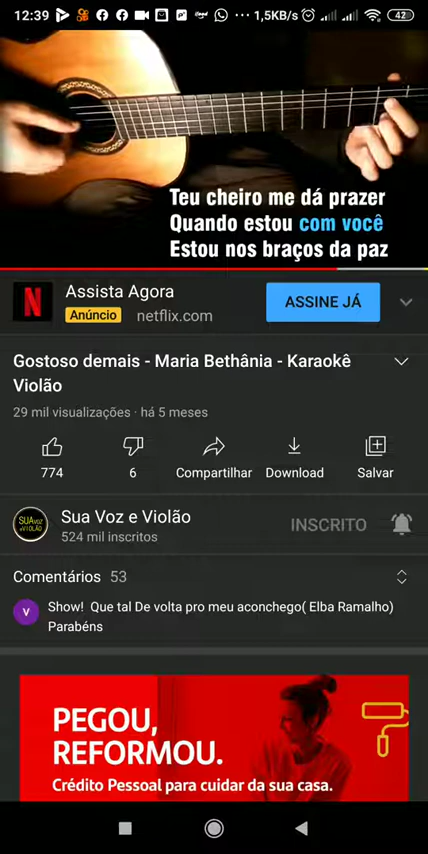 12:39
1,5KB/s
42
Teu cheiro me dá prazer
Quando estou com você
Estou nos braços da paz
N
Assista Agora
Anúncio netflix.com
ASSINE JÁ
Gostoso demais - Maria Bethânia - Karaokê
Violão
29 mil visualizações · há 5 meses
774
6
Compartilhar
Download
Salvar
SUA VOZ
e VIOLÃO
Sua Voz e Violão
524 mil inscritos
INSCRITO
Comentários 53
V
Show! Que tal De volta pro meu aconchego( Elba Ramalho)
Parabéns
PEGOU,
REFORMOU.
Crédito Pessoal para cuidar da sua casa.